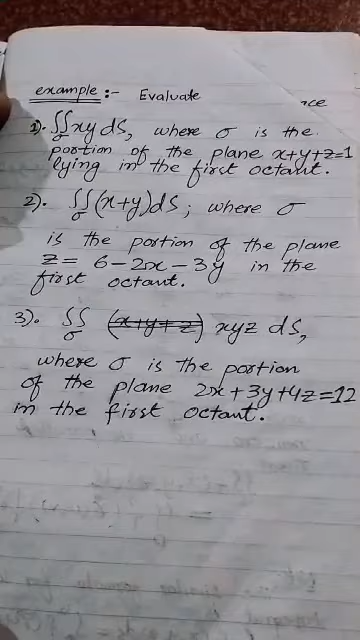 example:- Evaluate
nce
1). ∬σ xy dS, where σ is the
portion of the plane x+y+z=1
lying in the first octant.
2). ∬σ (x+y)dS; where σ
is the portion of the plane
z = 6-2x-3y in the
first octant.
3). ∬σ (x+y+z) xyz dS,
where σ is the portion
of the plane 2x+3y+4z=12
in the first octant.